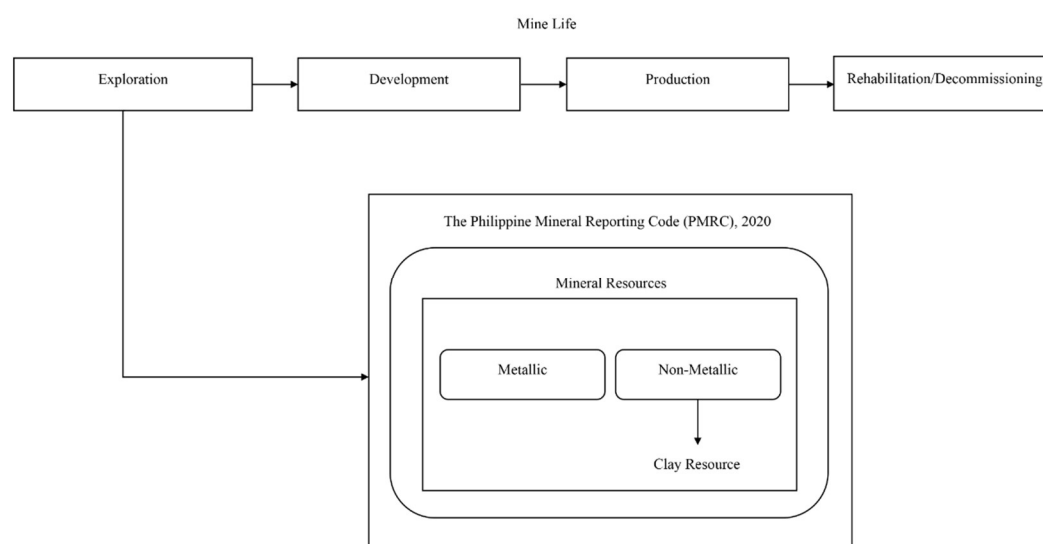 Mine Life
Exploration
Development
Production
Rehabilitation/Decommissioning
The Philippine Mineral Reporting Code (PMRC), 2020
Mineral Resources
Metallic
Non-Metallic
Clay Resource